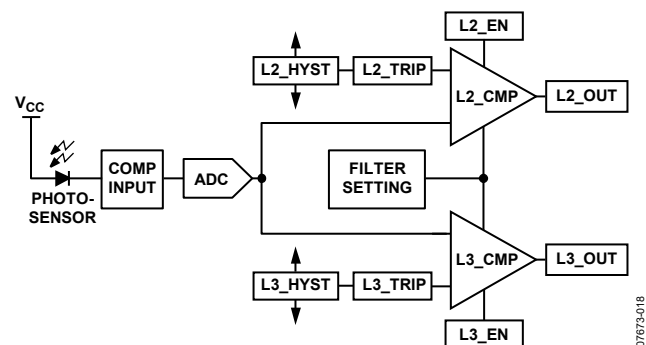 L2_EN
L2_HYST
L2_TRIP
L2_CMP
L2_OUT
VCC
PHOTO-
SENSOR
COMP
INPUT
ADC
FILTER
SETTING
L3_CMP
L3_OUT
L3_HYST
L3_TRIP
L3_EN
07673-018